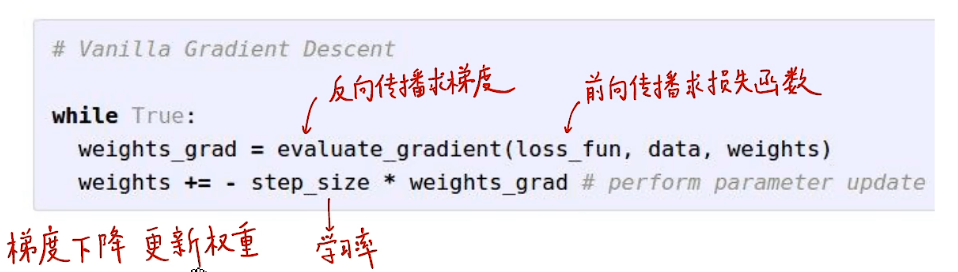 # Vanilla Gradient Descent
反向传播求梯度
前向传播求损失函数
while True:
weights_grad = evaluate_gradient(loss_fun, data, weights)
weights += - step_size * weights_grad # perform parameter update
梯度下降 更新权重
学习率